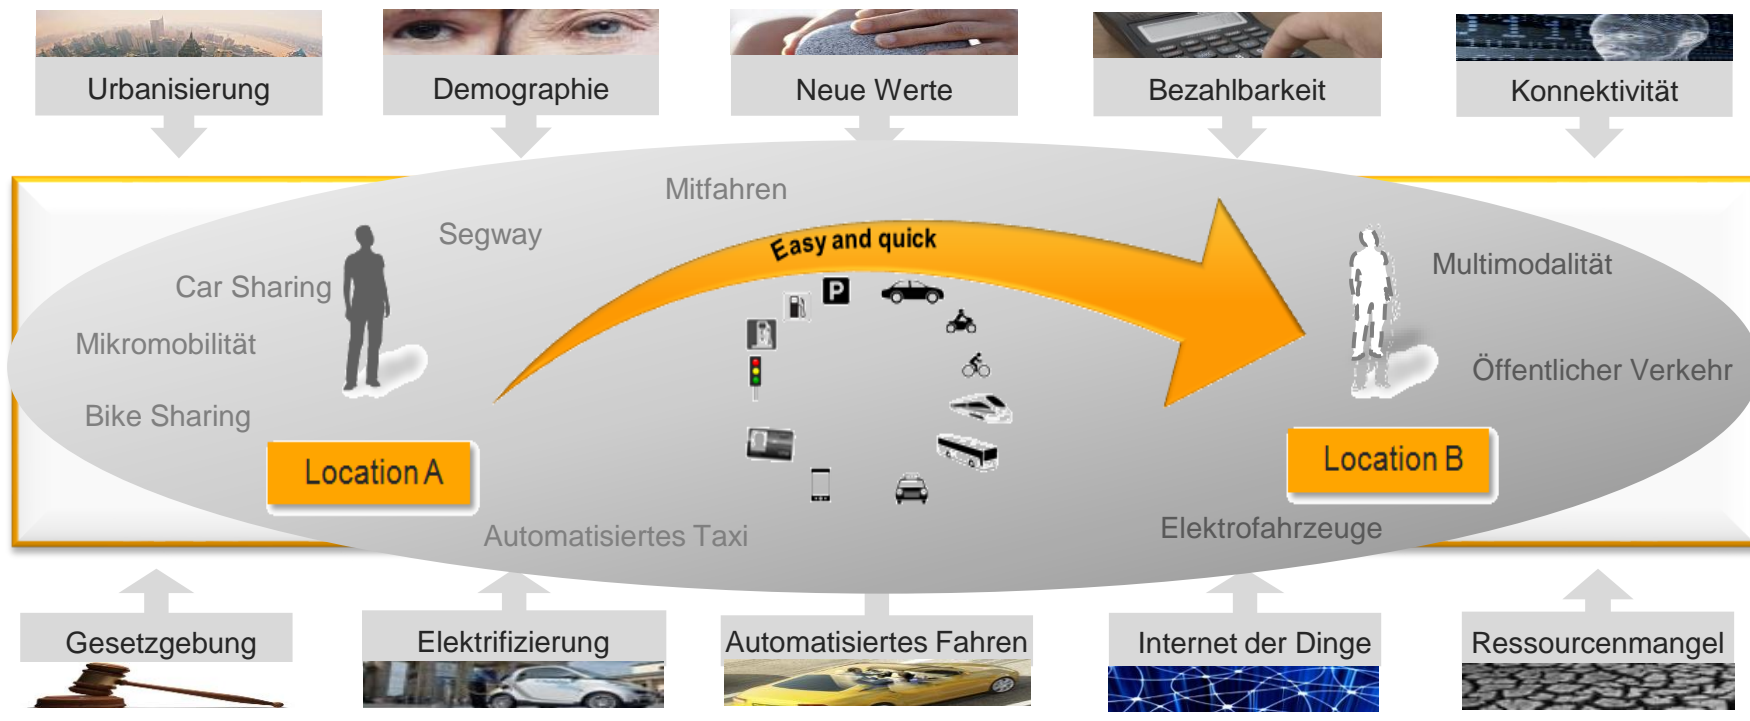 Urbanisierung
Demographie
Neue Werte
Bezahlbarkeit
Konnektivität
Mitfahren
Segway
Easy and quick
Car Sharing
P
Multimodalität
Mikromobilität
Öffentlicher Verkehr
Bike Sharing
Location A
Location B
Automatisiertes Taxi
Elektrofahrzeuge
Gesetzgebung
Elektrifizierung
Automatisiertes Fahren
Internet der Dinge
Ressourcenmangel